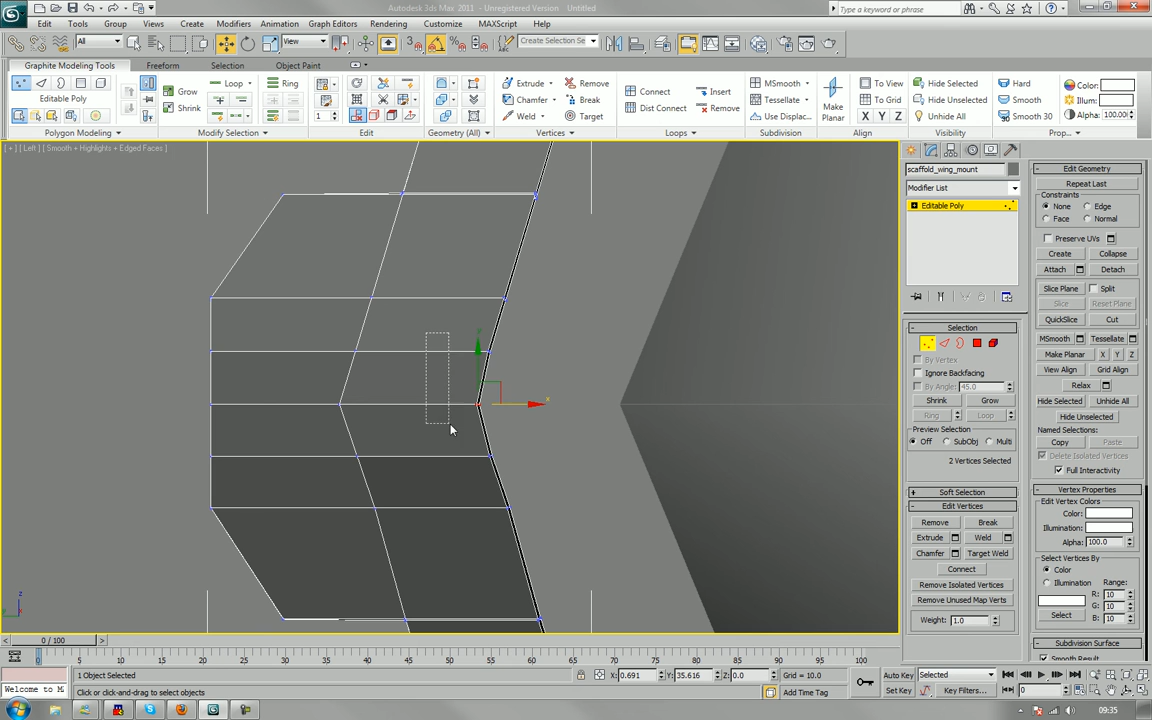 Autodesk 3ds Max 2011 - Unregistered Version Untitled
Type a keyword or phrase
Edit Tools Group Views Create Modifiers Animation Graph Editors Rendering Customize MAXScript Help
All View Create Selection Se
Graphite Modeling Tools Freeform Selection Object Paint
Editable Poly
Polygon Modeling
Grow
Shrink
Loop
Ring
Modify Selection
1
Edit
Geometry (All)
Extrude
Chamfer
Weld
Remove
Break
Target
Vertices
Connect
Dist Connect
Insert
Remove
Loops
MSmooth
Tessellate
Use Displac...
Subdivision
Make Planar
To View
To Grid
X Y Z
Align
Hide Selected
Hide Unselected
Unhide All
Visibility
Hard
Smooth
Smooth 30
Color:
Illum:
Alpha: 100.00
Prop...
[ + ] [ Left ] [ Smooth + Highlights + Edged Faces ]
y
x
z
x
scaffold_wing_mount
Modifier List
Editable Poly
Selection
By Vertex
Ignore Backfacing
By Angle: 45.0
Shrink Grow
Ring Loop
Preview Selection
Off SubObj Multi
2 Vertices Selected
Soft Selection
Edit Vertices
Remove Break
Extrude Weld
Chamfer Target Weld
Connect
Remove Isolated Vertices
Remove Unused Map Verts
Weight: 1.0
Edit Geometry
Repeat Last
Constraints
None Edge
Face Normal
Preserve UVs
Create Collapse
Attach Detach
Slice Plane Split
Slice Reset Plane
QuickSlice Cut
MSmooth Tessellate
Make Planar X Y Z
View Align Grid Align
Relax
Hide Selected Unhide All
Hide Unselected
Named Selections:
Copy Paste
Delete Isolated Vertices
Full Interactivity
Vertex Properties
Edit Vertex Colors
Color:
Illumination:
Alpha: 100.0
Select Vertices By
Color
Illumination
Range:
R: 10
G: 10
B: 10
Select
Subdivision Surface
Smooth Result
0 / 100
0 5 10 15 20 25 30 35 40 45 50 55 60 65 70 75 80 85 90 95 100
Welcome to M
1 Object Selected
Click or click-and-drag to select objects
X: 0.691 Y: 35.616 Z: 0.0
Grid = 10.0
Add Time Tag
Auto Key Selected
Set Key Key Filters...
0
09:35